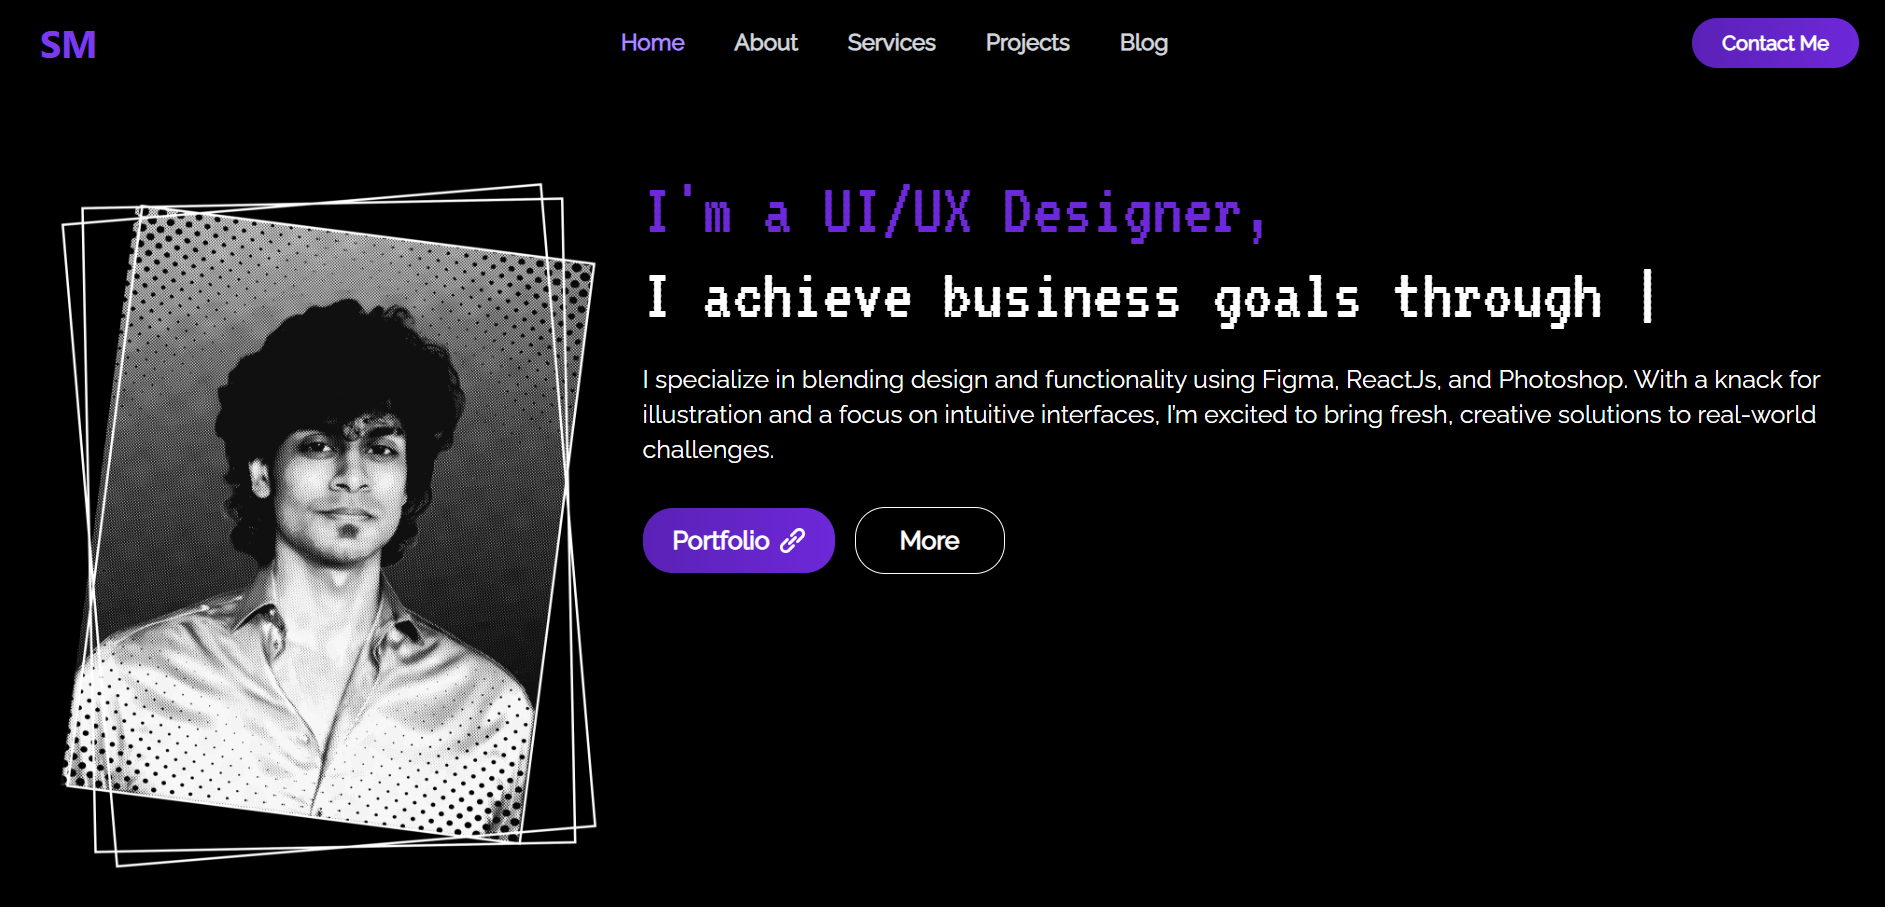 SM
Home
About
Services
Projects
Blog
Contact Me
I'm a UI/UX Designer,
I achieve business goals through |
I specialize in blending design and functionality using Figma, ReactJs, and Photoshop. With a knack for
illustration and a focus on intuitive interfaces, I'm excited to bring fresh, creative solutions to real-world
challenges.
Portfolio
More